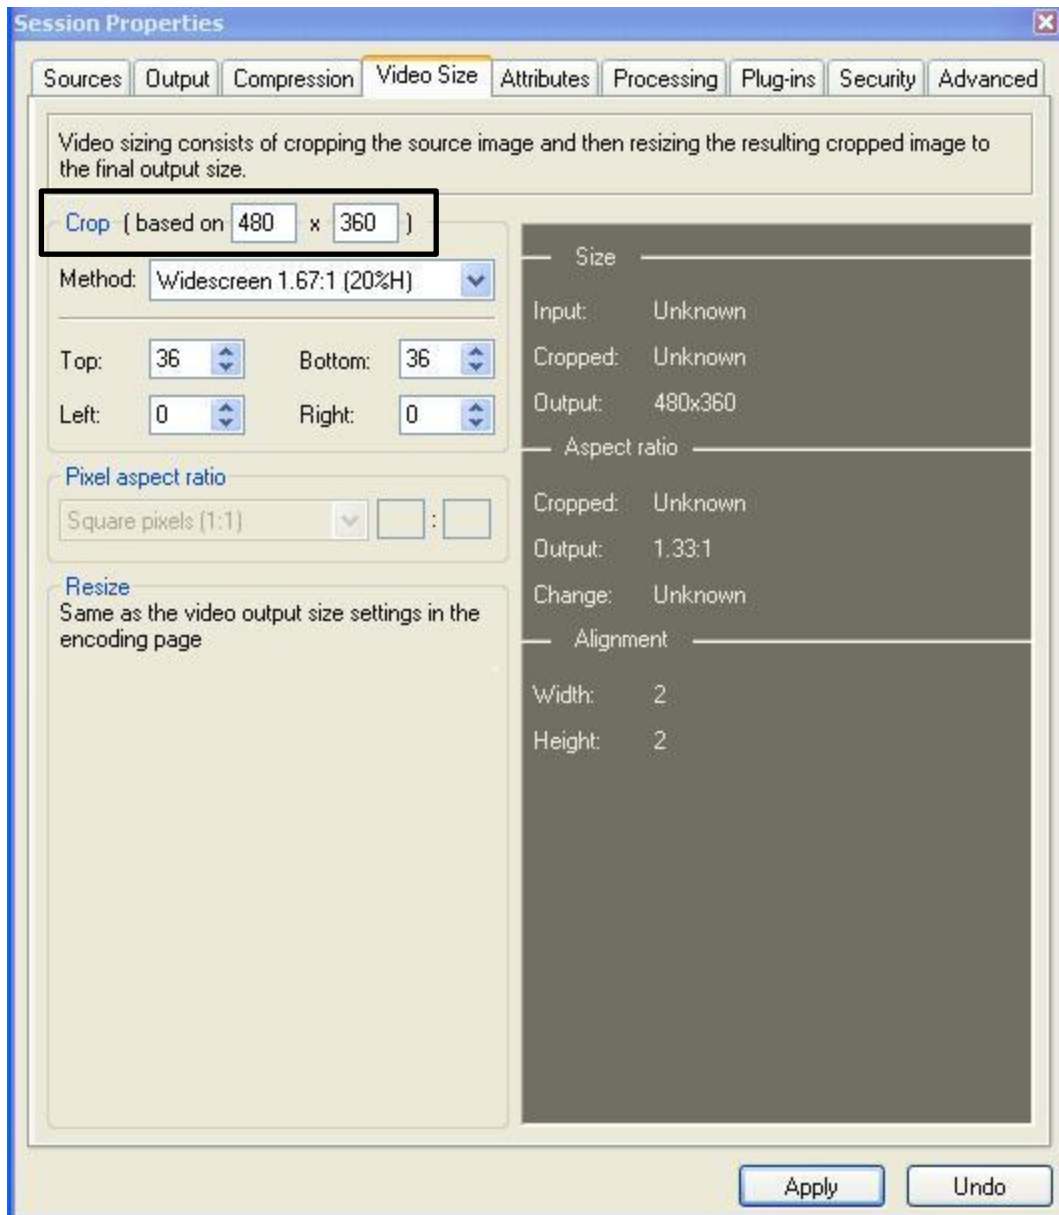 Session Properties
Sources Output Compression Video Size Attributes Processing Plug-ins Security Advanced
Video sizing consists of cropping the source image and then resizing the resulting cropped image to
the final output size.
Crop ( based on 480 x 360 )
Method: Widescreen 1.67:1 (20%H)
Top: 36 Bottom: 36
Left: 0 Right: 0
Pixel aspect ratio
Square pixels (1:1) :
Resize
Same as the video output size settings in the
encoding page
Size
Input: Unknown
Cropped: Unknown
Output: 480x360
Aspect ratio
Cropped: Unknown
Output: 1.33:1
Change: Unknown
Alignment
Width: 2
Height: 2
Apply Undo